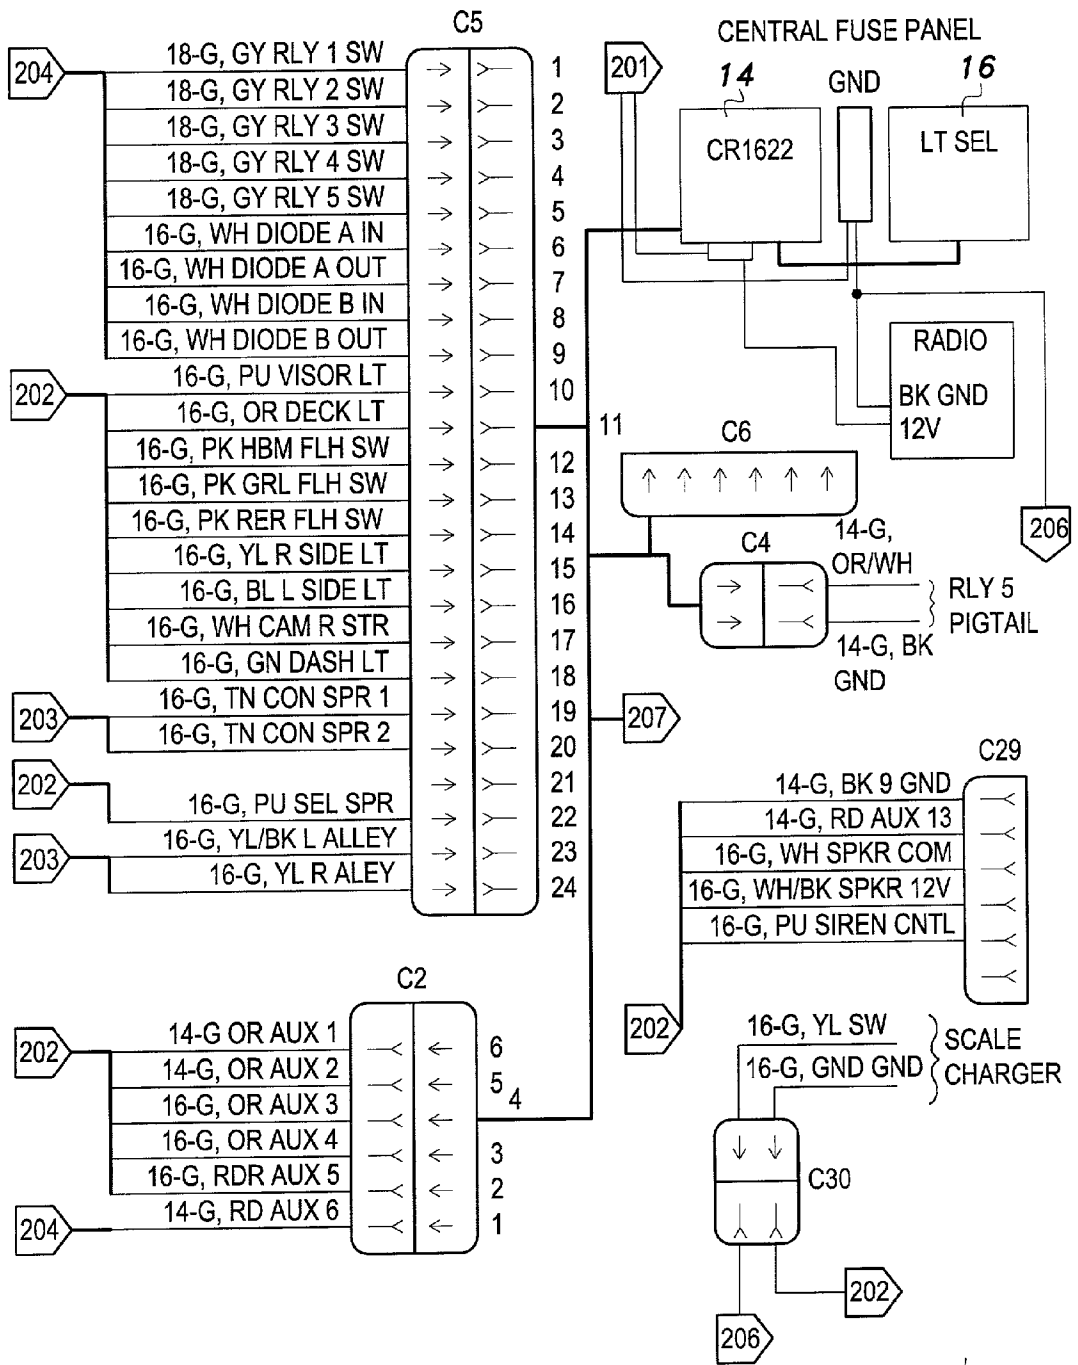 C5
204
18-G, GY RLY 1 SW
1
18-G, GY RLY 2 SW
2
18-G, GY RLY 3 SW
3
18-G, GY RLY 4 SW
4
18-G, GY RLY 5 SW
5
16-G, WH DIODE A IN
6
16-G, WH DIODE A OUT
7
16-G, WH DIODE B IN
8
16-G, WH DIODE B OUT
9
202
16-G, PU VISOR LT
10
16-G, OR DECK LT
11
16-G, PK HBM FLH SW
12
16-G, PK GRL FLH SW
13
16-G, PK RER FLH SW
14
16-G, YL R SIDE LT
15
16-G, BL L SIDE LT
16
16-G, WH CAM R STR
17
16-G, GN DASH LT
18
203
16-G, TN CON SPR 1
19
16-G, TN CON SPR 2
20
202
21
16-G, PU SEL SPR
22
203
16-G, YL/BK L ALLEY
23
16-G, YL R ALEY
24
CENTRAL FUSE PANEL
201
14
GND
16
CR1622
LT SEL
RADIO
BK GND
12V
206
C6
C4
14-G,
OR/WH
RLY 5
PIGTAIL
14-G, BK
GND
207
C29
14-G, BK 9 GND
14-G, RD AUX 13
16-G, WH SPKR COM
16-G, WH/BK SPKR 12V
16-G, PU SIREN CNTL
202
C2
202
14-G OR AUX 1
6
14-G, OR AUX 2
5
16-G, OR AUX 3
4
16-G, OR AUX 4
3
16-G, RDR AUX 5
2
204
14-G, RD AUX 6
1
16-G, YL SW
16-G, GND GND
SCALE
CHARGER
C30
202
206